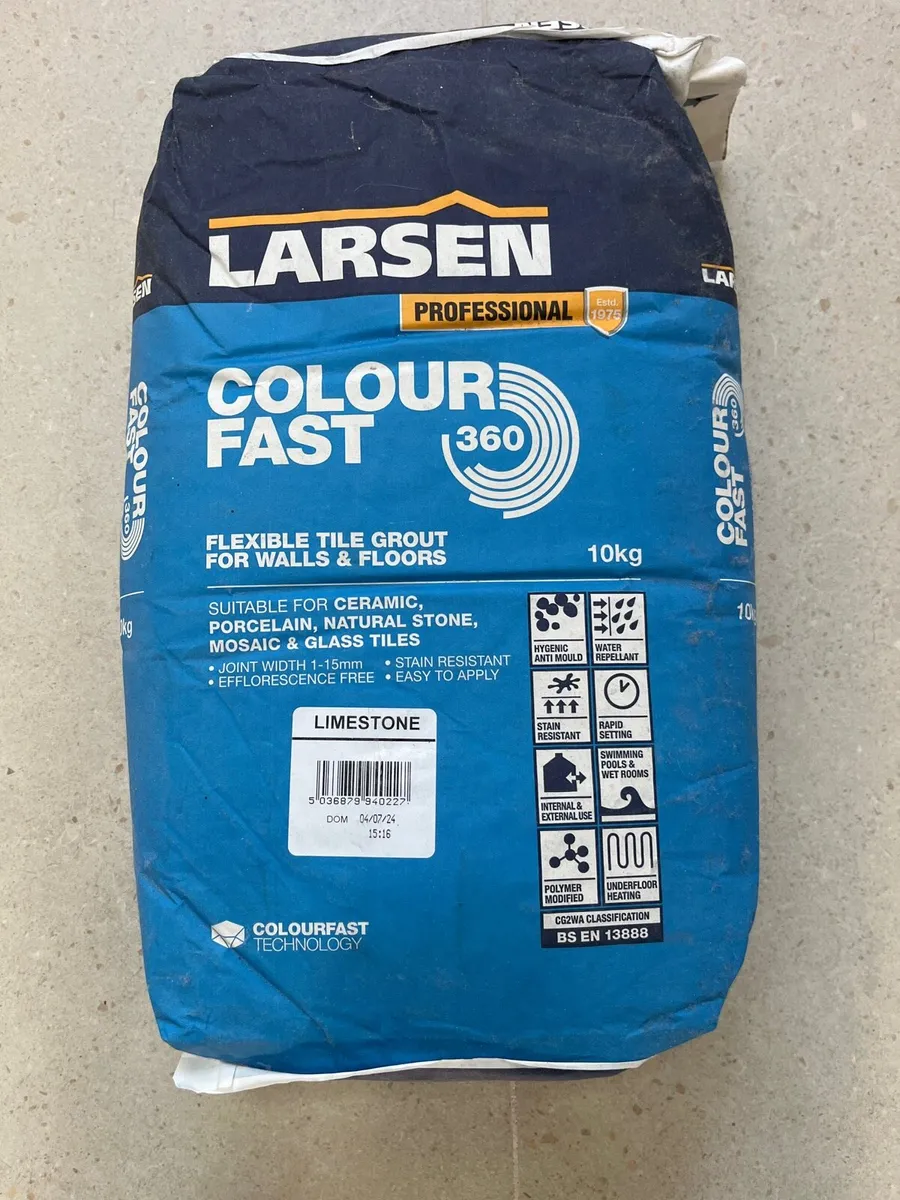 LARSEN
PROFESSIONAL
Estd.
1975
COLOUR
FAST
360
FLEXIBLE TILE GROUT
FOR WALLS & FLOORS
10kg
SUITABLE FOR CERAMIC,
PORCELAIN, NATURAL STONE,
MOSAIC & GLASS TILES
• JOINT WIDTH 1-15mm • STAIN RESISTANT
• EFFLORESCENCE FREE • EASY TO APPLY
HYGENIC
ANTI MOULD
WATER
REPELLANT
STAIN
RESISTANT
RAPID
SETTING
INTERNAL &
EXTERNAL USE
SWIMMING
POOLS &
WET ROOMS
POLYMER
MODIFIED
UNDERFLOOR
HEATING
CG2WA CLASSIFICATION
BS EN 13888
LIMESTONE
5 036879 940227
DOM 04/07/24
15:16
COLOURFAST
TECHNOLOGY
COLOUR
FAST
360
COLOUR
FAST
360